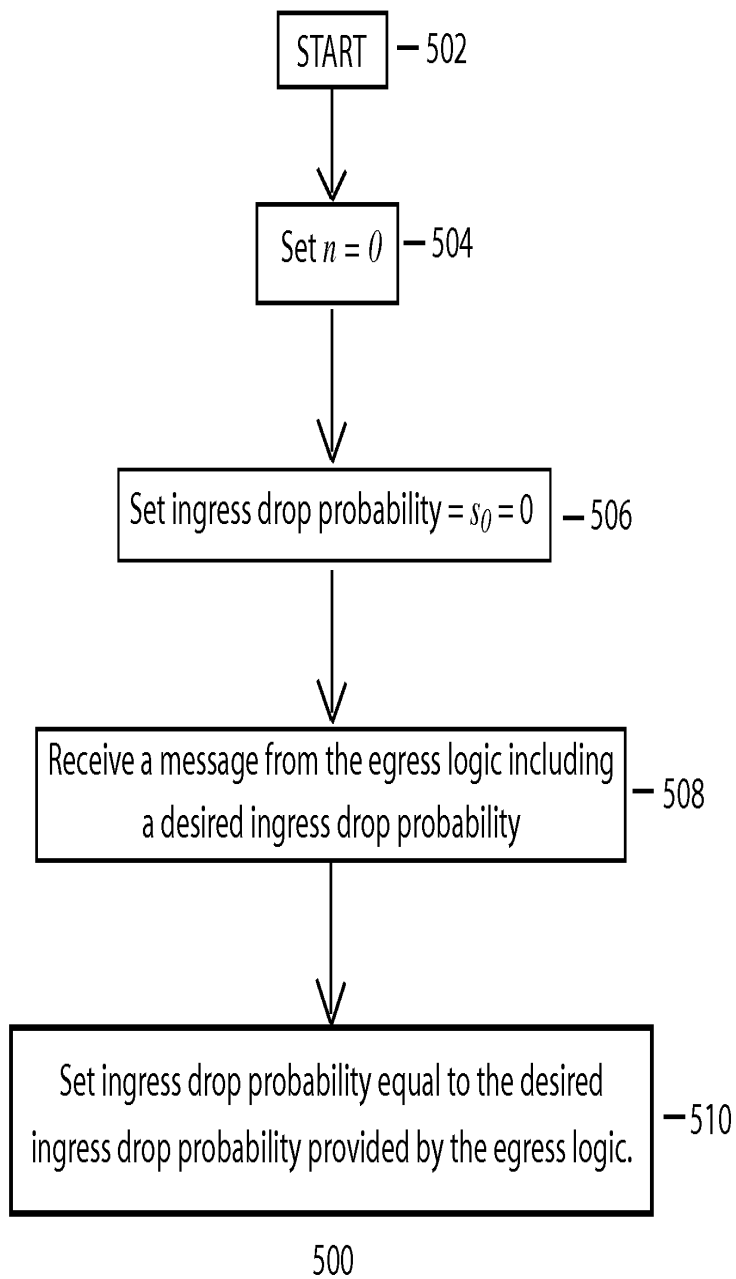 START
502
Set n = 0
504
Set ingress drop probability = s0 = 0
506
Receive a message from the egress logic including
a desired ingress drop probability
508
Set ingress drop probability equal to the desired
ingress drop probability provided by the egress logic.
510
500